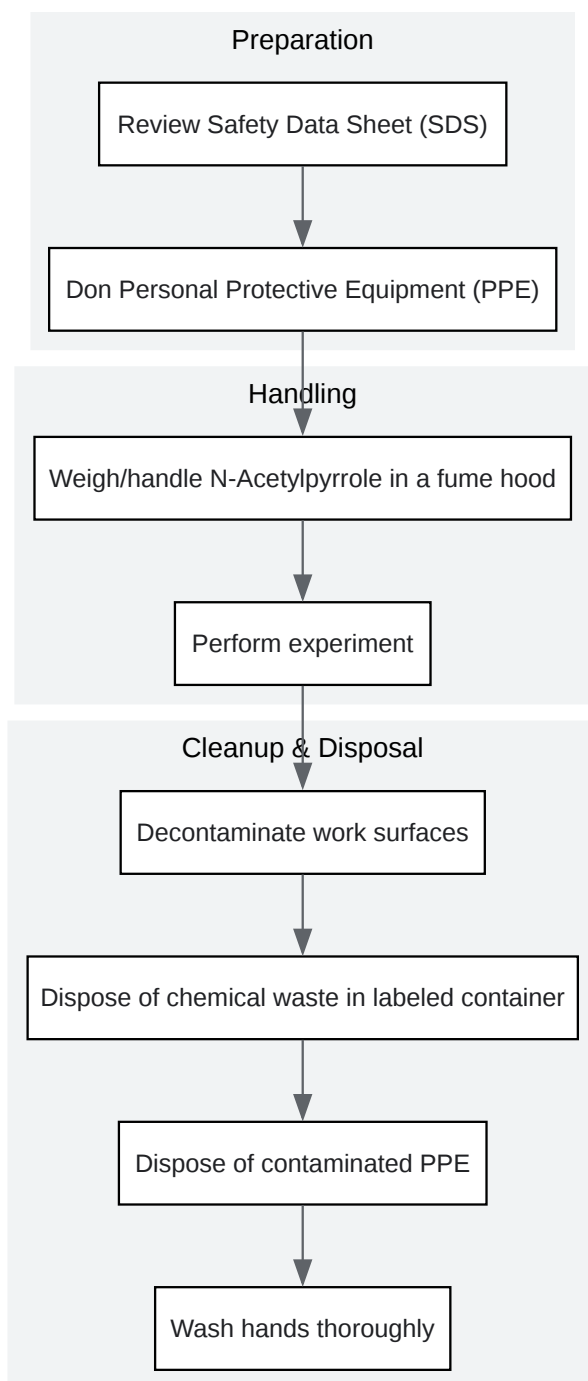 Preparation
Review Safety Data Sheet (SDS)
Don Personal Protective Equipment (PPE)
Handling
Weigh/handle N-Acetylpyrrole in a fume hood
Perform experiment
Cleanup & Disposal
Decontaminate work surfaces
Dispose of chemical waste in labeled container
Dispose of contaminated PPE
Wash hands thoroughly